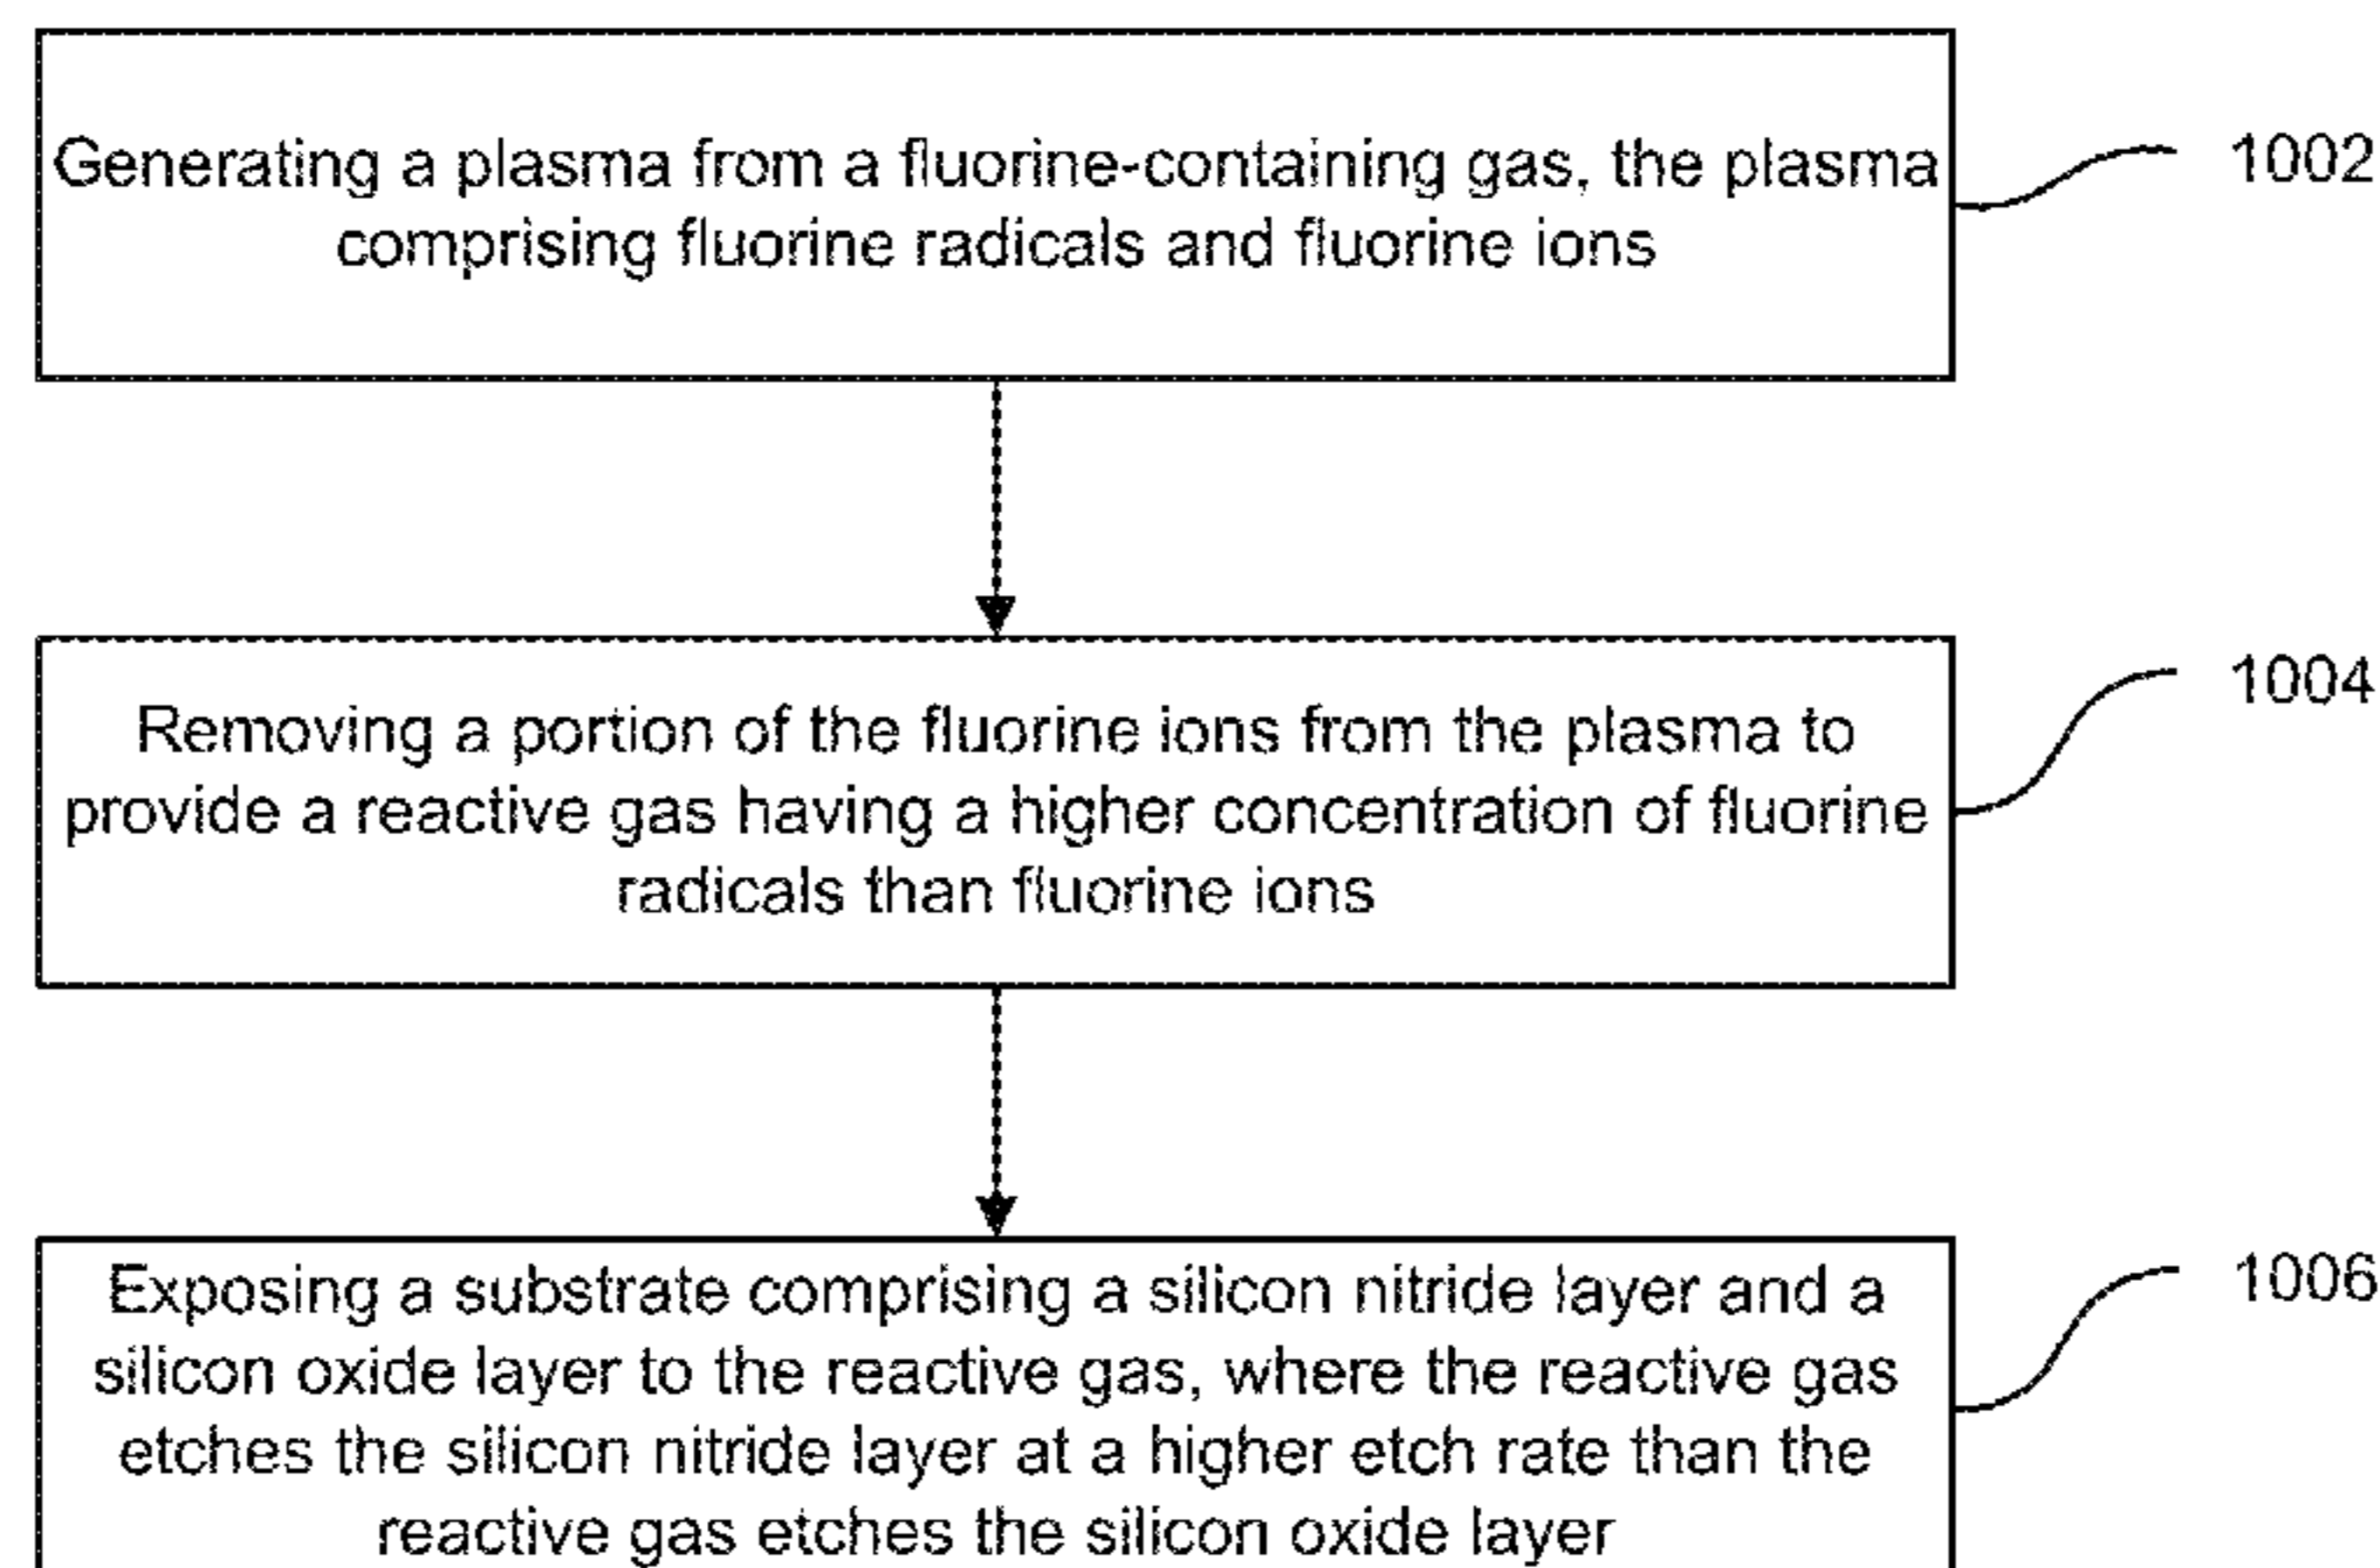 Generating a plasma from a fluorine-containing gas, the plasma
comprising fluorine radicals and fluorine ions
1002
Removing a portion of the fluorine ions from the plasma to
provide a reactive gas having a higher concentration of fluorine
radicals than fluorine ions
1004
Exposing a substrate comprising a silicon nitride layer and a
silicon oxide layer to the reactive gas, where the reactive gas
etches the silicon nitride layer at a higher etch rate than the
reactive gas etches the silicon oxide layer
1006